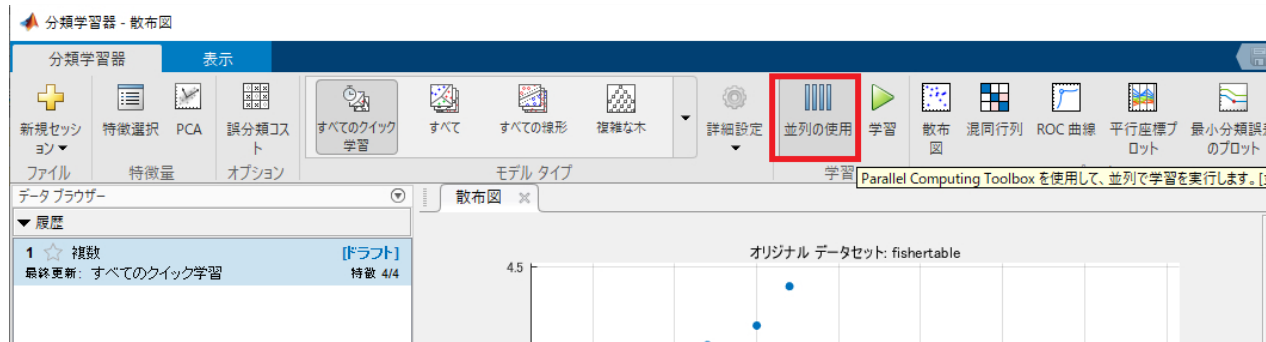 分類学習器 - 散布図
分類学習器
表示
新規セッシ
ョン
特徴選択
PCA
誤分類コス
ト
すべてのクイック
学習
すべて
すべての線形
複雑な木
詳細設定
並列の使用
学習
散布
図
混同行列
ROC 曲線
平行座標プ
ロット
最小分類誤差
のプロット
ファイル
特徴量
オプション
モデル タイプ
学習
Parallel Computing Toolbox を使用して、並列で学習を実行します。[
データ ブラウザー
散布図
履歴
1 ☆ 複数
[ドラフト]
最終更新: すべてのクイック学習
特徴 4/4
オリジナル データセット: fishertable
4.5